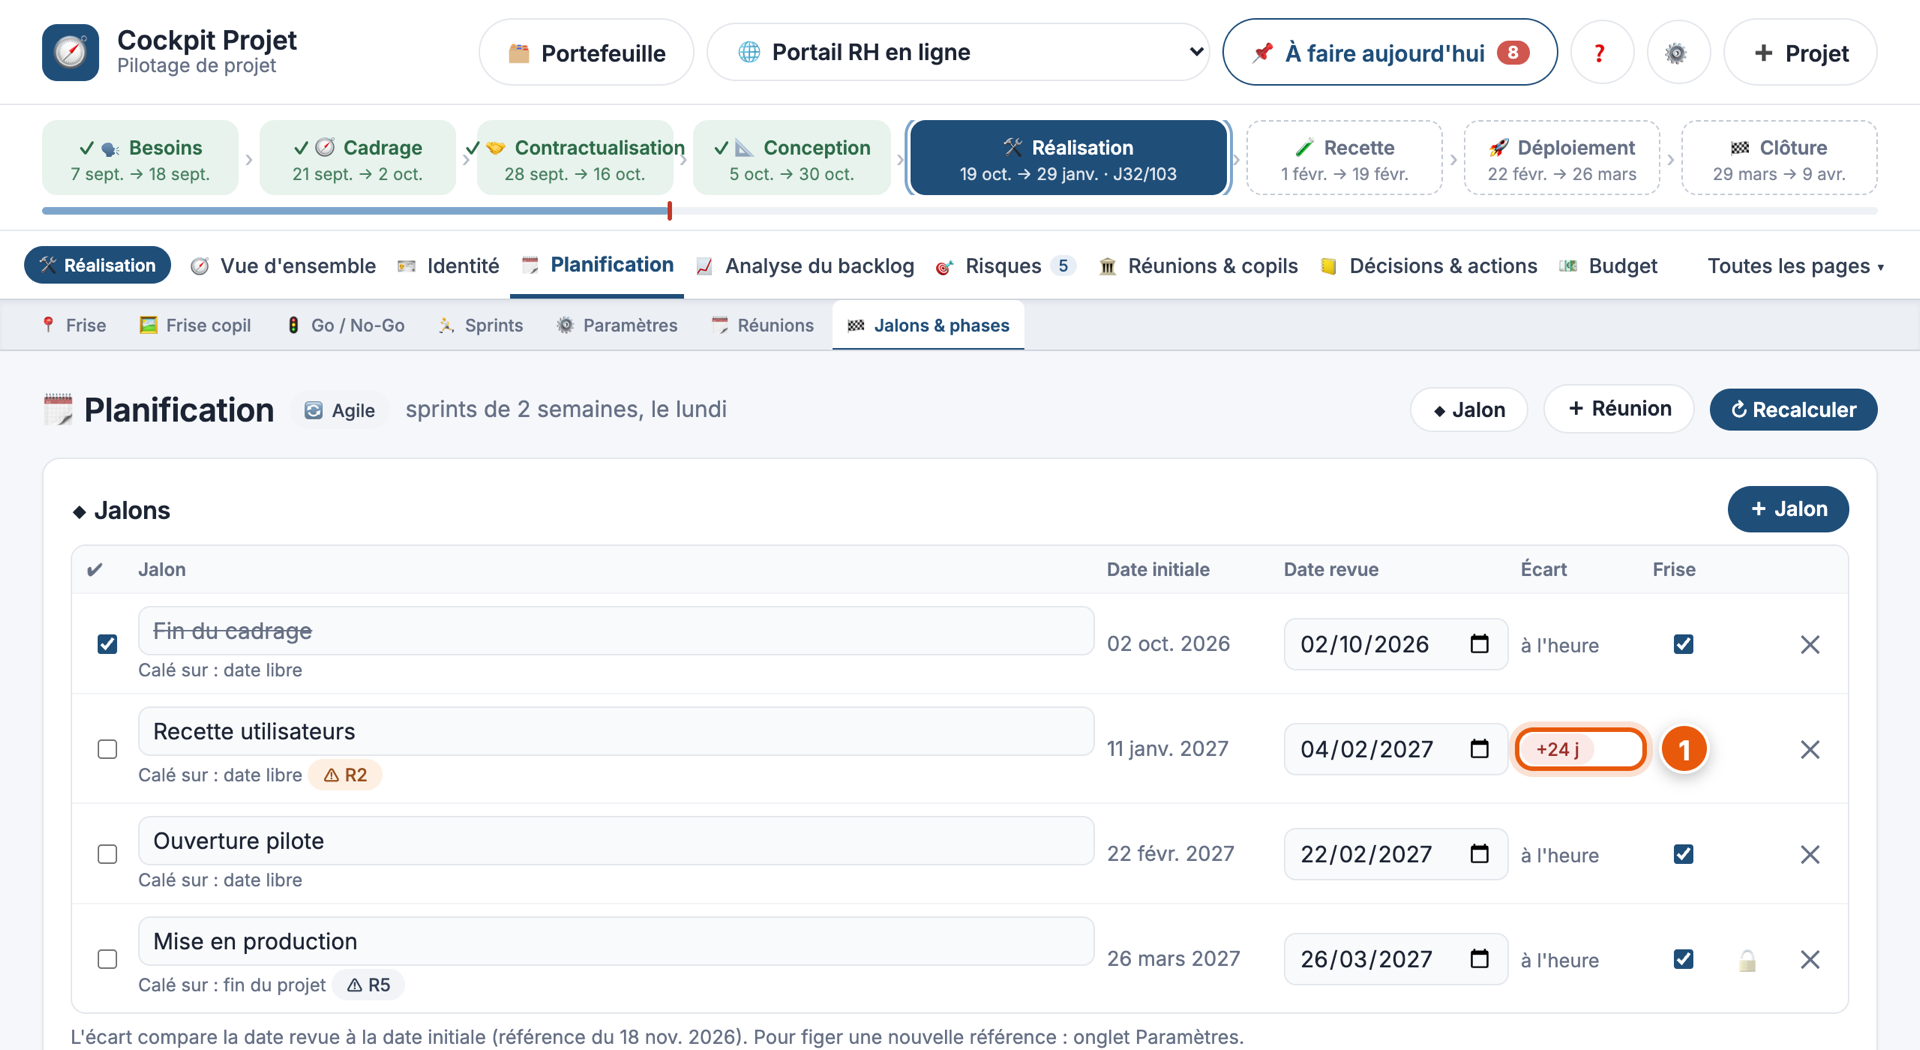 Cockpit Projet
Pilotage de projet
Portefeuille
Portail RH en ligne
À faire aujourd'hui 8
?
+ Projet
✓ Besoins
7 sept. → 18 sept.
✓ Cadrage
21 sept. → 2 oct.
✓ Contractualisation
28 sept. → 16 oct.
✓ Conception
5 oct. → 30 oct.
Réalisation
19 oct. → 29 janv. · J32/103
Recette
1 févr. → 19 févr.
Déploiement
22 févr. → 26 mars
Clôture
29 mars → 9 avr.
Réalisation
Vue d'ensemble
Identité
Planification
Analyse du backlog
Risques 5
Réunions & copils
Décisions & actions
Budget
Toutes les pages ▾
Frise
Frise copil
Go / No-Go
Sprints
Paramètres
Réunions
Jalons & phases
Planification
Agile
sprints de 2 semaines, le lundi
◆ Jalon
+ Réunion
↻ Recalculer
◆ Jalons
+ Jalon
✔ Jalon Date initiale Date revue Écart Frise
Fin du cadrage
02 oct. 2026 02/10/2026 à l'heure
Calé sur : date libre
Recette utilisateurs
11 janv. 2027 04/02/2027 +24 j 1
Calé sur : date libre ⚠ R2
Ouverture pilote
22 févr. 2027 22/02/2027 à l'heure
Calé sur : date libre
Mise en production
26 mars 2027 26/03/2027 à l'heure
Calé sur : fin du projet ⚠ R5
L'écart compare la date revue à la date initiale (référence du 18 nov. 2026). Pour figer une nouvelle référence : onglet Paramètres.